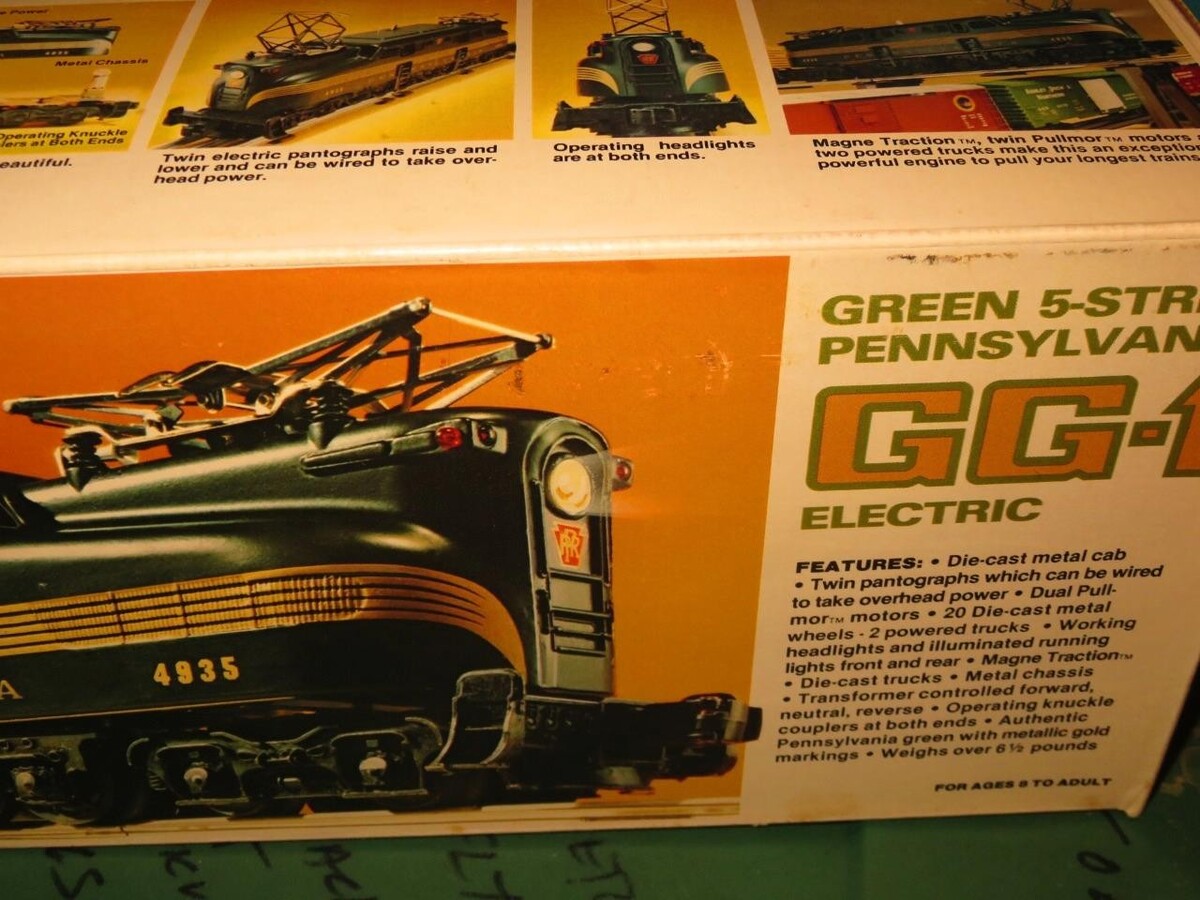 Metal Chassis
Operating Knuckle
at Both Ends
eautiful.
Twin electric pantographs raise and
lower and can be wired to take over-
head power.
Operating headlights
are at both ends.
Magne Traction™, twin Pullmor™ motors
two powered trucks make this an exception
powerful engine to pull your longest trains
GREEN 5-STR
PENNSYLVAN
GG-1
ELECTRIC
FEATURES: • Die-cast metal cab
• Twin pantographs which can be wired
to take overhead power • Dual Pull-
mor™ motors • 20 Die-cast metal
wheels - 2 powered trucks • Working
headlights and illuminated running
lights front and rear • Magne Traction™
• Die-cast trucks • Metal chassis
• Transformer controlled forward,
neutral, reverse • Operating knuckle
couplers at both ends • Authentic
Pennsylvania green with metallic gold
markings • Weighs over 6½ pounds
FOR AGES 8 TO ADULT
A
4935